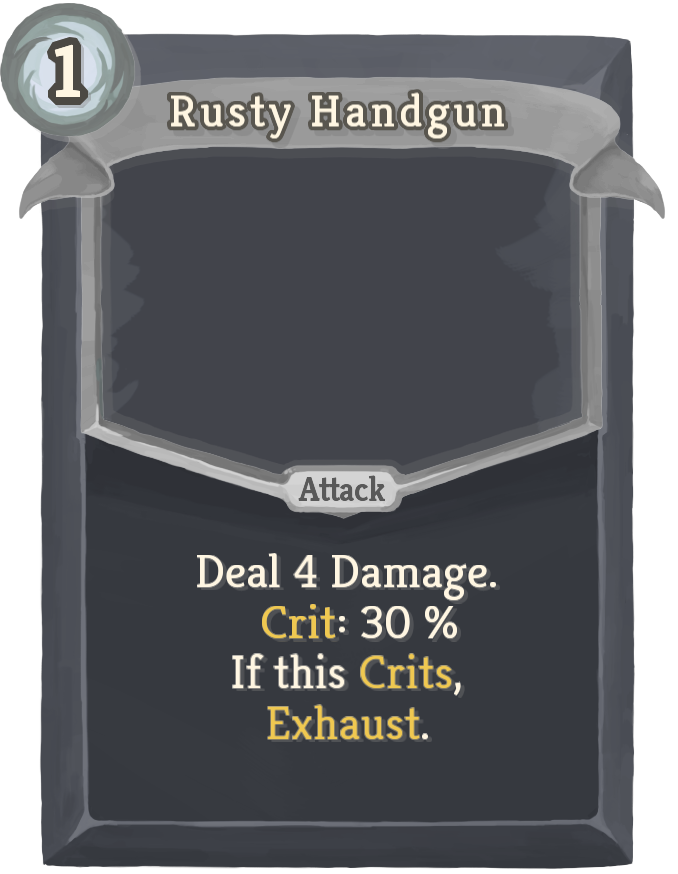 1
Rusty Handgun
Attack
Deal 4 Damage.
Crit: 30 %
If this Crits,
Exhaust.